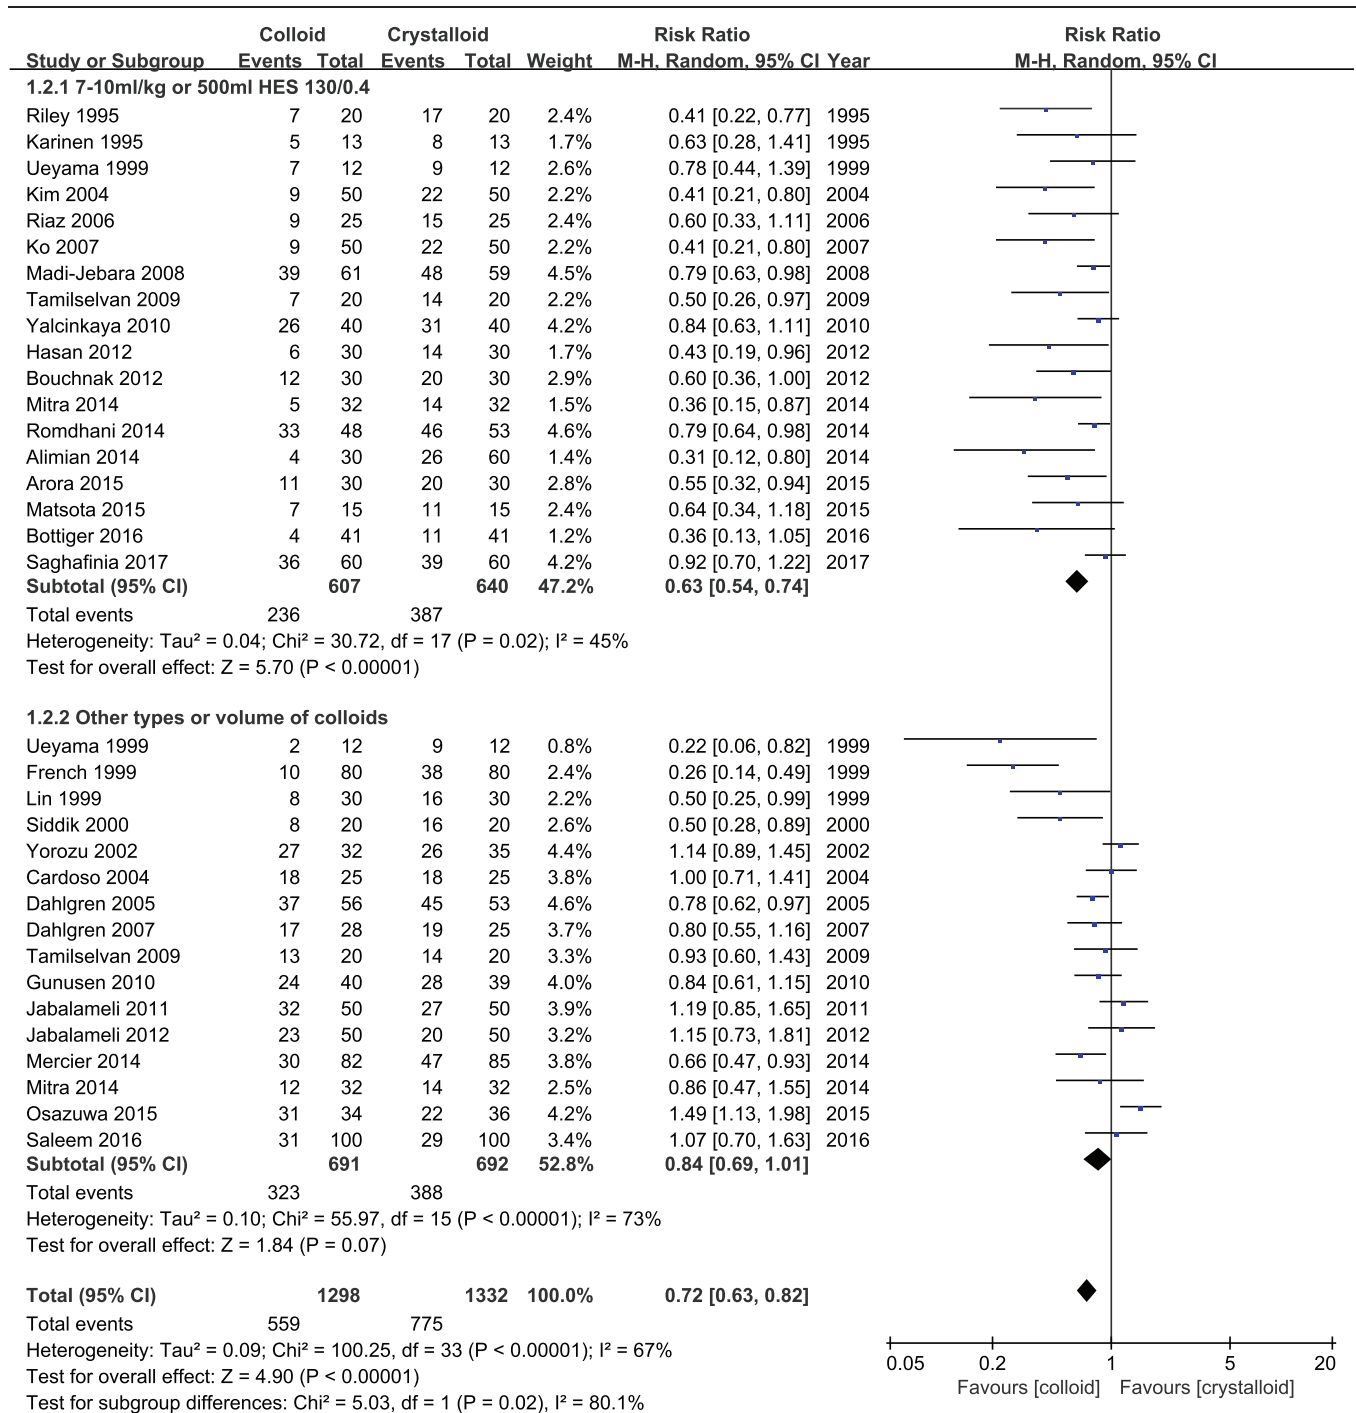 Colloid Crystalloid Risk Ratio Risk Ratio
Study or Subgroup Events Total Events Total Weight M-H, Random, 95% CI Year M-H, Random, 95% CI
1.2.1 7-10ml/kg or 500ml HES 130/0.4
Riley 1995 7 20 17 20 2.4% 0.41 [0.22, 0.77] 1995
Karinen 1995 5 13 8 13 1.7% 0.63 [0.28, 1.41] 1995
Ueyama 1999 7 12 9 12 2.6% 0.78 [0.44, 1.39] 1999
Kim 2004 9 50 22 50 2.2% 0.41 [0.21, 0.80] 2004
Riaz 2006 9 25 15 25 2.4% 0.60 [0.33, 1.11] 2006
Ko 2007 9 50 22 50 2.2% 0.41 [0.21, 0.80] 2007
Madi-Jebara 2008 39 61 48 59 4.5% 0.79 [0.63, 0.98] 2008
Tamilselvan 2009 7 20 14 20 2.2% 0.50 [0.26, 0.97] 2009
Yalcinkaya 2010 26 40 31 40 4.2% 0.84 [0.63, 1.11] 2010
Hasan 2012 6 30 14 30 1.7% 0.43 [0.19, 0.96] 2012
Bouchnak 2012 12 30 20 30 2.9% 0.60 [0.36, 1.00] 2012
Mitra 2014 5 32 14 32 1.5% 0.36 [0.15, 0.87] 2014
Romdhani 2014 33 48 46 53 4.6% 0.79 [0.64, 0.98] 2014
Alimian 2014 4 30 26 60 1.4% 0.31 [0.12, 0.80] 2014
Arora 2015 11 30 20 30 2.8% 0.55 [0.32, 0.94] 2015
Matsota 2015 7 15 11 15 2.4% 0.64 [0.34, 1.18] 2015
Bottiger 2016 4 41 11 41 1.2% 0.36 [0.13, 1.05] 2016
Saghafinia 2017 36 60 39 60 4.2% 0.92 [0.70, 1.22] 2017
Subtotal (95% CI) 607 640 47.2% 0.63 [0.54, 0.74]
Total events 236 387
Heterogeneity: Tau² = 0.04; Chi² = 30.72, df = 17 (P = 0.02); I² = 45%
Test for overall effect: Z = 5.70 (P < 0.00001)
1.2.2 Other types or volume of colloids
Ueyama 1999 2 12 9 12 0.8% 0.22 [0.06, 0.82] 1999
French 1999 10 80 38 80 2.4% 0.26 [0.14, 0.49] 1999
Lin 1999 8 30 16 30 2.2% 0.50 [0.25, 0.99] 1999
Siddik 2000 8 20 16 20 2.6% 0.50 [0.28, 0.89] 2000
Yorozu 2002 27 32 26 35 4.4% 1.14 [0.89, 1.45] 2002
Cardoso 2004 18 25 18 25 3.8% 1.00 [0.71, 1.41] 2004
Dahlgren 2005 37 56 45 53 4.6% 0.78 [0.62, 0.97] 2005
Dahlgren 2007 17 28 19 25 3.7% 0.80 [0.55, 1.16] 2007
Tamilselvan 2009 13 20 14 20 3.3% 0.93 [0.60, 1.43] 2009
Gunusen 2010 24 40 28 39 4.0% 0.84 [0.61, 1.15] 2010
Jabalameli 2011 32 50 27 50 3.9% 1.19 [0.85, 1.65] 2011
Jabalameli 2012 23 50 20 50 3.2% 1.15 [0.73, 1.81] 2012
Mercier 2014 30 82 47 85 3.8% 0.66 [0.47, 0.93] 2014
Mitra 2014 12 32 14 32 2.5% 0.86 [0.47, 1.55] 2014
Osazuwa 2015 31 34 22 36 4.2% 1.49 [1.13, 1.98] 2015
Saleem 2016 31 100 29 100 3.4% 1.07 [0.70, 1.63] 2016
Subtotal (95% CI) 691 692 52.8% 0.84 [0.69, 1.01]
Total events 323 388
Heterogeneity: Tau² = 0.10; Chi² = 55.97, df = 15 (P < 0.00001); I² = 73%
Test for overall effect: Z = 1.84 (P = 0.07)
Total (95% CI) 1298 1332 100.0% 0.72 [0.63, 0.82]
Total events 559 775
Heterogeneity: Tau² = 0.09; Chi² = 100.25, df = 33 (P < 0.00001); I² = 67%
Test for overall effect: Z = 4.90 (P < 0.00001)
Test for subgroup differences: Chi² = 5.03, df = 1 (P = 0.02), I² = 80.1%
0.05 0.2 1 5 20
Favours [colloid] Favours [crystalloid]